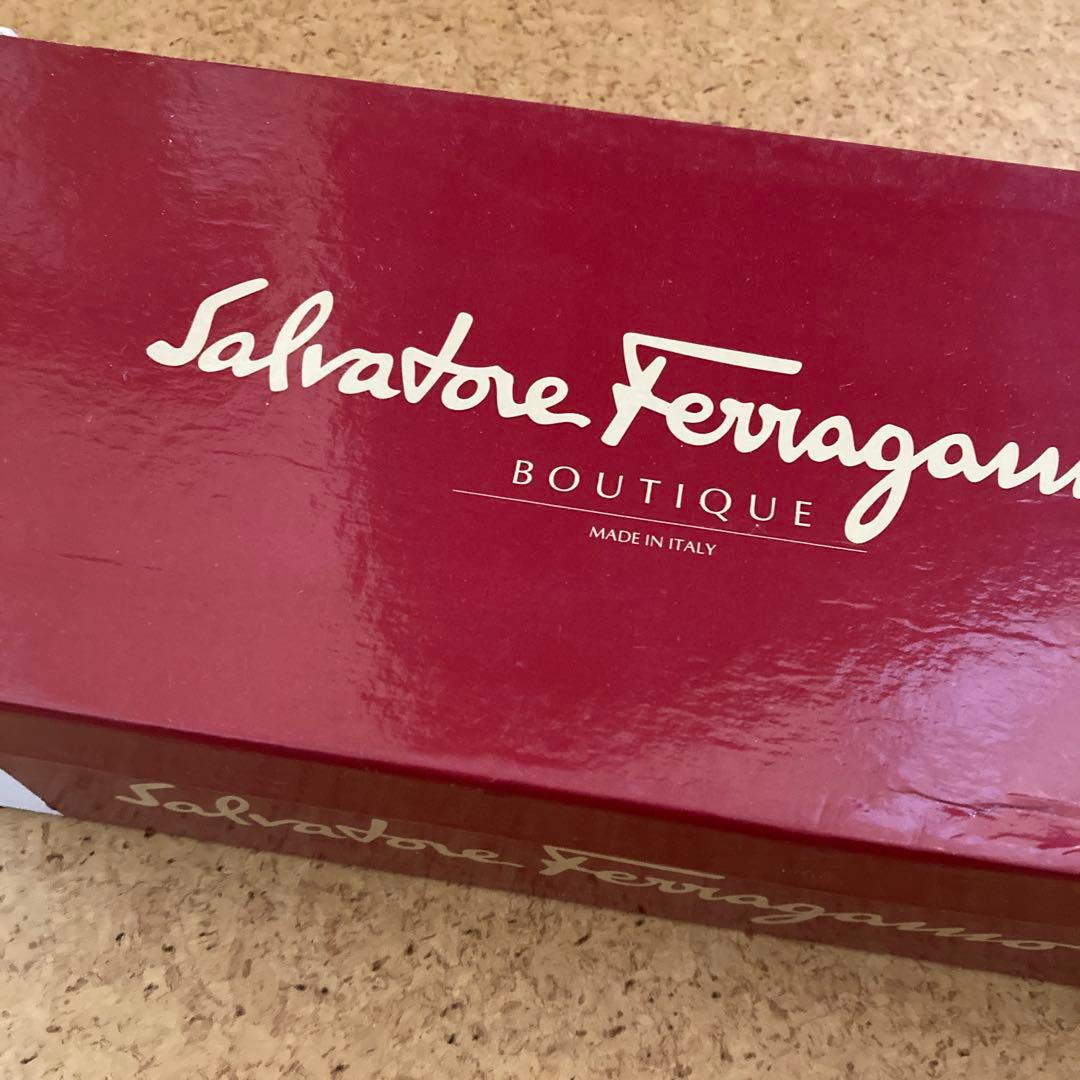 Salvatore Ferragam
BOUTIQUE
MADE IN ITALY
Salvatore Ferragamo